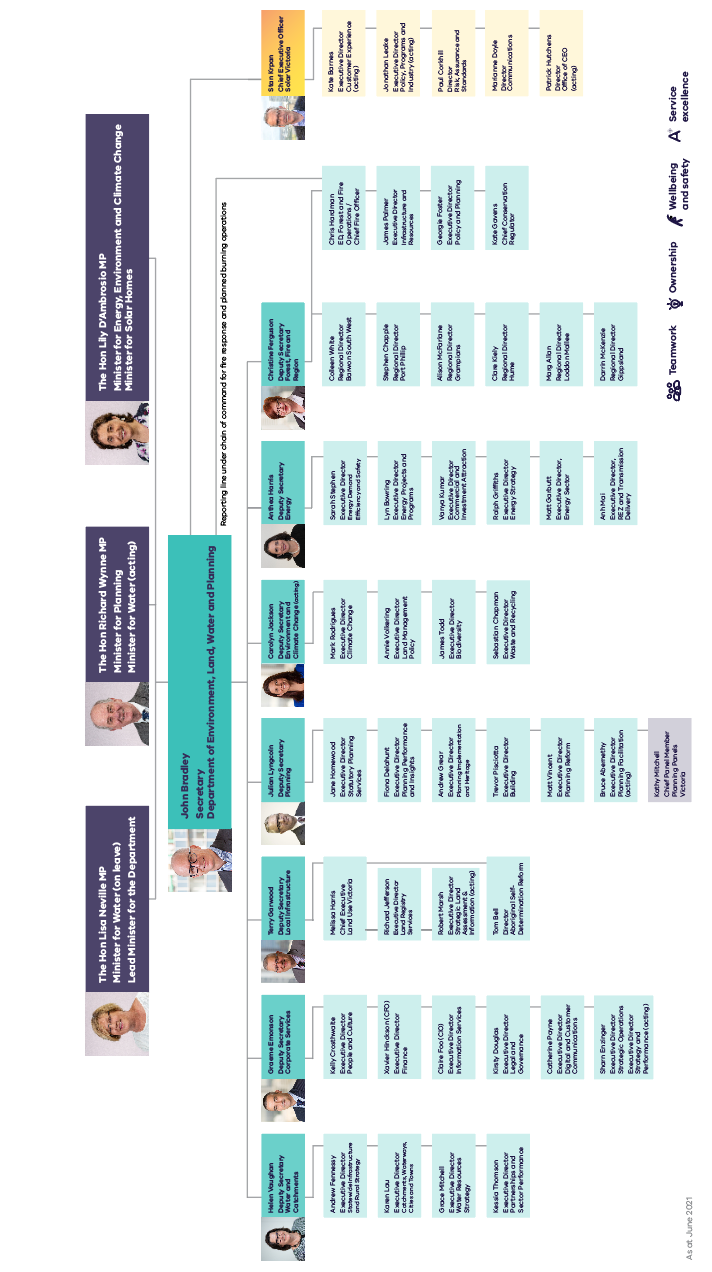 The Hon Lisa Neville MP
Minister for Water (on leave)
Lead Minister for the Department
The Hon Richard Wynne MP
Minister for Planning
Minister for Water (acting)
The Hon Lily D'Ambrosio MP
Minister for Energy, Environment and Climate Change
Minister for Solar Homes
John Bradley
Secretary
Department of Environment, Land, Water and Planning
Reporting line under chain of command for fire response and planned burning operations
Helen Vaughan
Deputy Secretary
Water and
Catchments
Andrew Fennessy
Executive Director
Statewide Infrastructure
and Rural Strategy
Karen Lau
Executive Director
Catchments, Waterways,
Cities and Towns
Grace Mitchell
Executive Director
Water Resources
Strategy
Kessia Thomson
Executive Director
Partnerships and
Sector Performance
Graeme Emonson
Deputy Secretary
Corporate Services
Kelly Crosthwaite
Executive Director
People and Culture
Xavier Hindson (CFO)
Executive Director
Finance
Claire Foo (CIO)
Executive Director
Information Services
Kirsty Douglas
Executive Director
Legal and
Governance
Catherine Payne
Executive Director
Digital and Customer
Communications
Sharn Enzinger
Executive Director
Strategic Operations
Executive Director
Strategy and
Performance (acting)
Terry Garwood
Deputy Secretary
Local Infrastructure
Melissa Harris
Chief Executive
Land Use Victoria
Richard Jefferson
Executive Director
Land Registry
Services
Robert Marsh
Executive Director
Strategic Land
Assessment &
Information (acting)
Tom Bell
Director
Aboriginal Self-
Determination Reform
Julian Lyngcoln
Deputy Secretary
Planning
Jane Homewood
Executive Director
Statutory Planning
Services
Fiona Delahunt
Executive Director
Planning Performance
and Insights
Andrew Grear
Executive Director
Planning Implementation
and Heritage
Trevor Pisciotta
Executive Director
Building
Matt Vincent
Executive Director
Planning Reform
Bruce Abernethy
Executive Director
Planning Facilitation
(acting)
Kathy Mitchell
Chief Panel Member
Planning Panels
Victoria
Carolyn Jackson
Deputy Secretary
Environment and
Climate Change (acting)
Mark Rodrigues
Executive Director
Climate Change
Annie Volkering
Executive Director
Land Management
Policy
James Todd
Executive Director
Biodiversity
Sebastian Chapman
Executive Director
Waste and Recycling
Anthea Harris
Deputy Secretary
Energy
Sarah Stephen
Executive Director
Energy Demand
Efficiency and Safety
Lyn Bowring
Executive Director
Energy Projects and
Programs
Vanya Kumar
Executive Director
Commercial and
Investment Attraction
Ralph Griffiths
Executive Director
Energy Strategy
Matt Garbutt
Executive Director,
Energy Sector
Anh Mai
Executive Director,
REZ and Transmission
Delivery
Christine Ferguson
Deputy Secretary
Forest, Fire and
Region
Colleen White
Regional Director
Barwon South West
Stephen Chapple
Regional Director
Port Phillip
Alison McFarlane
Regional Director
Grampians
Clare Kiely
Regional Director
Hume
Marg Allan
Regional Director
Loddon Mallee
Darrin McKenzie
Regional Director
Gippsland
Chris Hardman
ED, Forest and Fire
Operations /
Chief Fire Officer
James Palmer
Executive Director
Infrastructure and
Resources
Georgie Foster
Executive Director
Policy and Planning
Kate Gavens
Chief Conservation
Regulator
Stan Krpan
Chief Executive Officer
Solar Victoria
Kate Barnes
Executive Director
Customer Experience
(acting)
Jonathan Leake
Executive Director
Policy, Programs and
Industry (acting)
Paul Corkhill
Director
Risk, Assurance and
Standards
Marianne Doyle
Director
Communications
Patrick Hutchens
Director
Office of CEO
(acting)
As at June 2021
Teamwork
Ownership
Wellbeing
and safety
Service
excellence